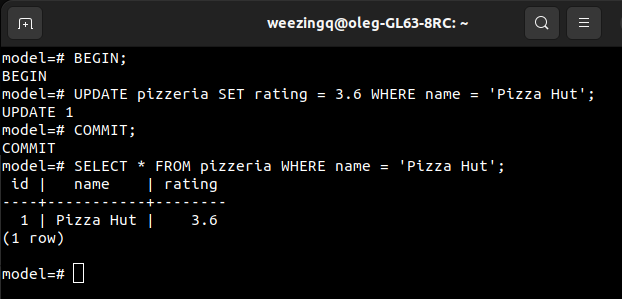 weezingq@oleg-GL63-8RC: ~
model=# BEGIN;
BEGIN
model=# UPDATE pizzeria SET rating = 3.6 WHERE name = 'Pizza Hut';
UPDATE 1
model=# COMMIT;
COMMIT
model=# SELECT * FROM pizzeria WHERE name = 'Pizza Hut';
 id |   name    | rating
----+-----------+--------
  1 | Pizza Hut |    3.6
(1 row)
model=#